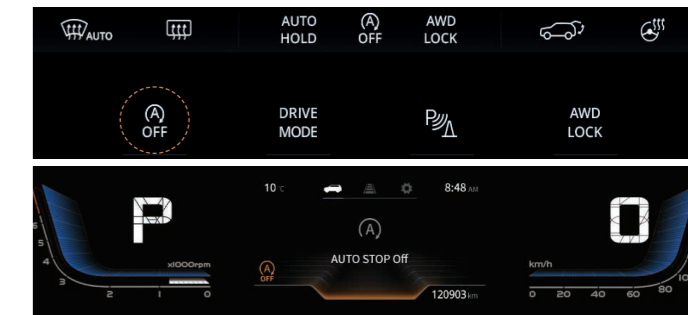 AUTO
AUTO HOLD
A OFF
AWD LOCK
A OFF
DRIVE MODE
P
AWD LOCK
10 °C
8:48 AM
P
A
0
AUTO STOP Off
A OFF
x1000rpm
km/h
6
5
4
3
2
1
0
0 20 40 60 80 10
120903 km